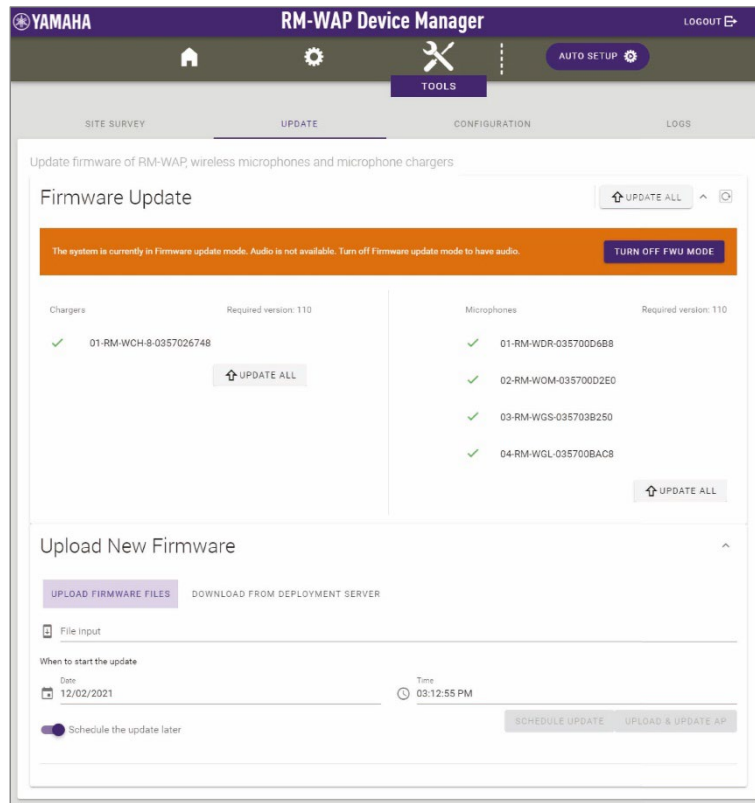 YAMAHA
RM-WAP Device Manager
LOGOUT
TOOLS
AUTO SETUP
SITE SURVEY
UPDATE
CONFIGURATION
LOGS
Update firmware of RM-WAP, wireless microphones and microphone chargers
Firmware Update
UPDATE ALL
The system is currently in Firmware update mode. Audio is not available. Turn off Firmware update mode to have audio.
TURN OFF FWU MODE
Chargers
Required version: 110
01-RM-WCH-8-0357026748
UPDATE ALL
Microphones
Required version: 110
01-RM-WDR-035700D6B8
02-RM-WOM-035700D2E0
03-RM-WGS-035703B250
04-RM-WGL-035700BAC8
UPDATE ALL
Upload New Firmware
UPLOAD FIRMWARE FILES
DOWNLOAD FROM DEPLOYMENT SERVER
File input
When to start the update
Date
12/02/2021
Time
03:12:55 PM
Schedule the update later
SCHEDULE UPDATE
UPLOAD & UPDATE AP